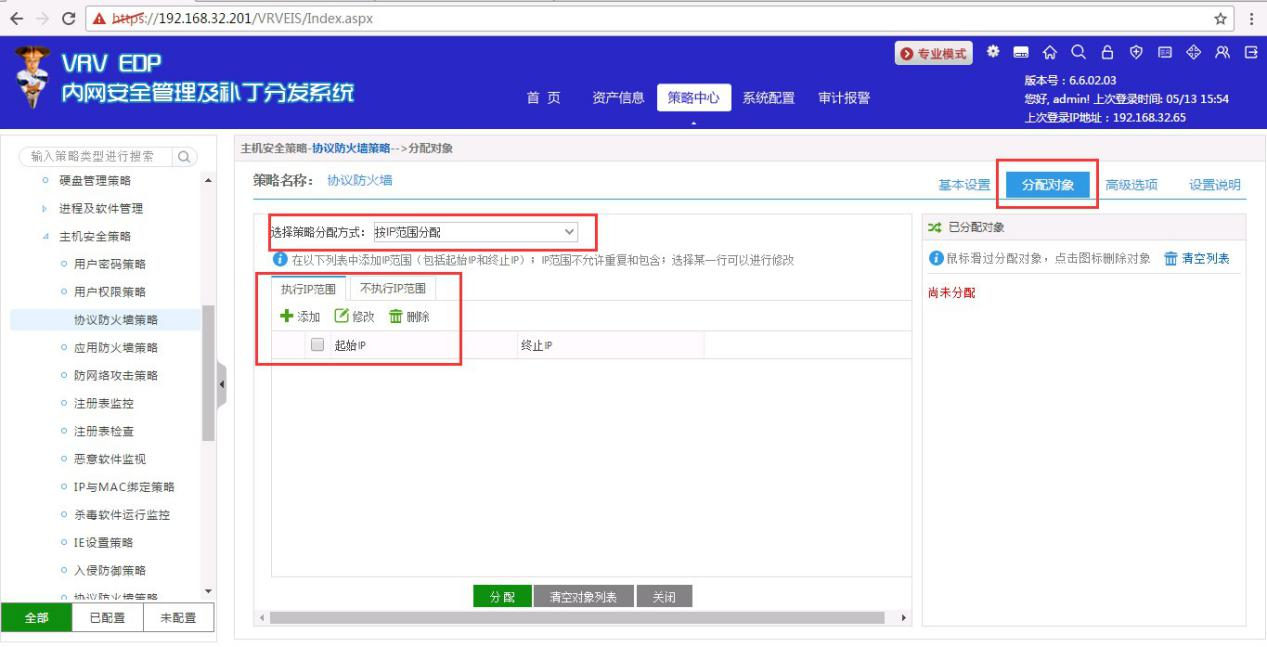 https://192.168.32.201/VRVEIS/Index.aspx
VRV EDP
内网安全管理及补丁分发系统
专业模式
首 页 资产信息 策略中心 系统配置 审计报警
版本号：6.6.02.03
您好, admin! 上次登录时间: 05/13 15:54
上次登录IP地址：192.168.32.65
输入策略类型进行搜索
硬盘管理策略
进程及软件管理
主机安全策略
用户密码策略
用户权限策略
协议防火墙策略
应用防火墙策略
防网络攻击策略
注册表监控
注册表检查
恶意软件监视
IP与MAC绑定策略
杀毒软件运行监控
IE设置策略
入侵防御策略
协议防火墙策略
全部 已配置 未配置
主机安全策略-协议防火墙策略-->分配对象
策略名称： 协议防火墙
基本设置 分配对象 高级选项 设置说明
选择策略分配方式： 按IP范围分配
在以下列表中添加IP范围（包括起始IP和终止IP）；IP范围不允许重复和包含；选择某一行可以进行修改
执行IP范围 不执行IP范围
添加 修改 删除
起始IP 终止IP
分 配 清空对象列表 关闭
已分配对象
鼠标滑过分配对象，点击图标删除对象 清空列表
尚未分配